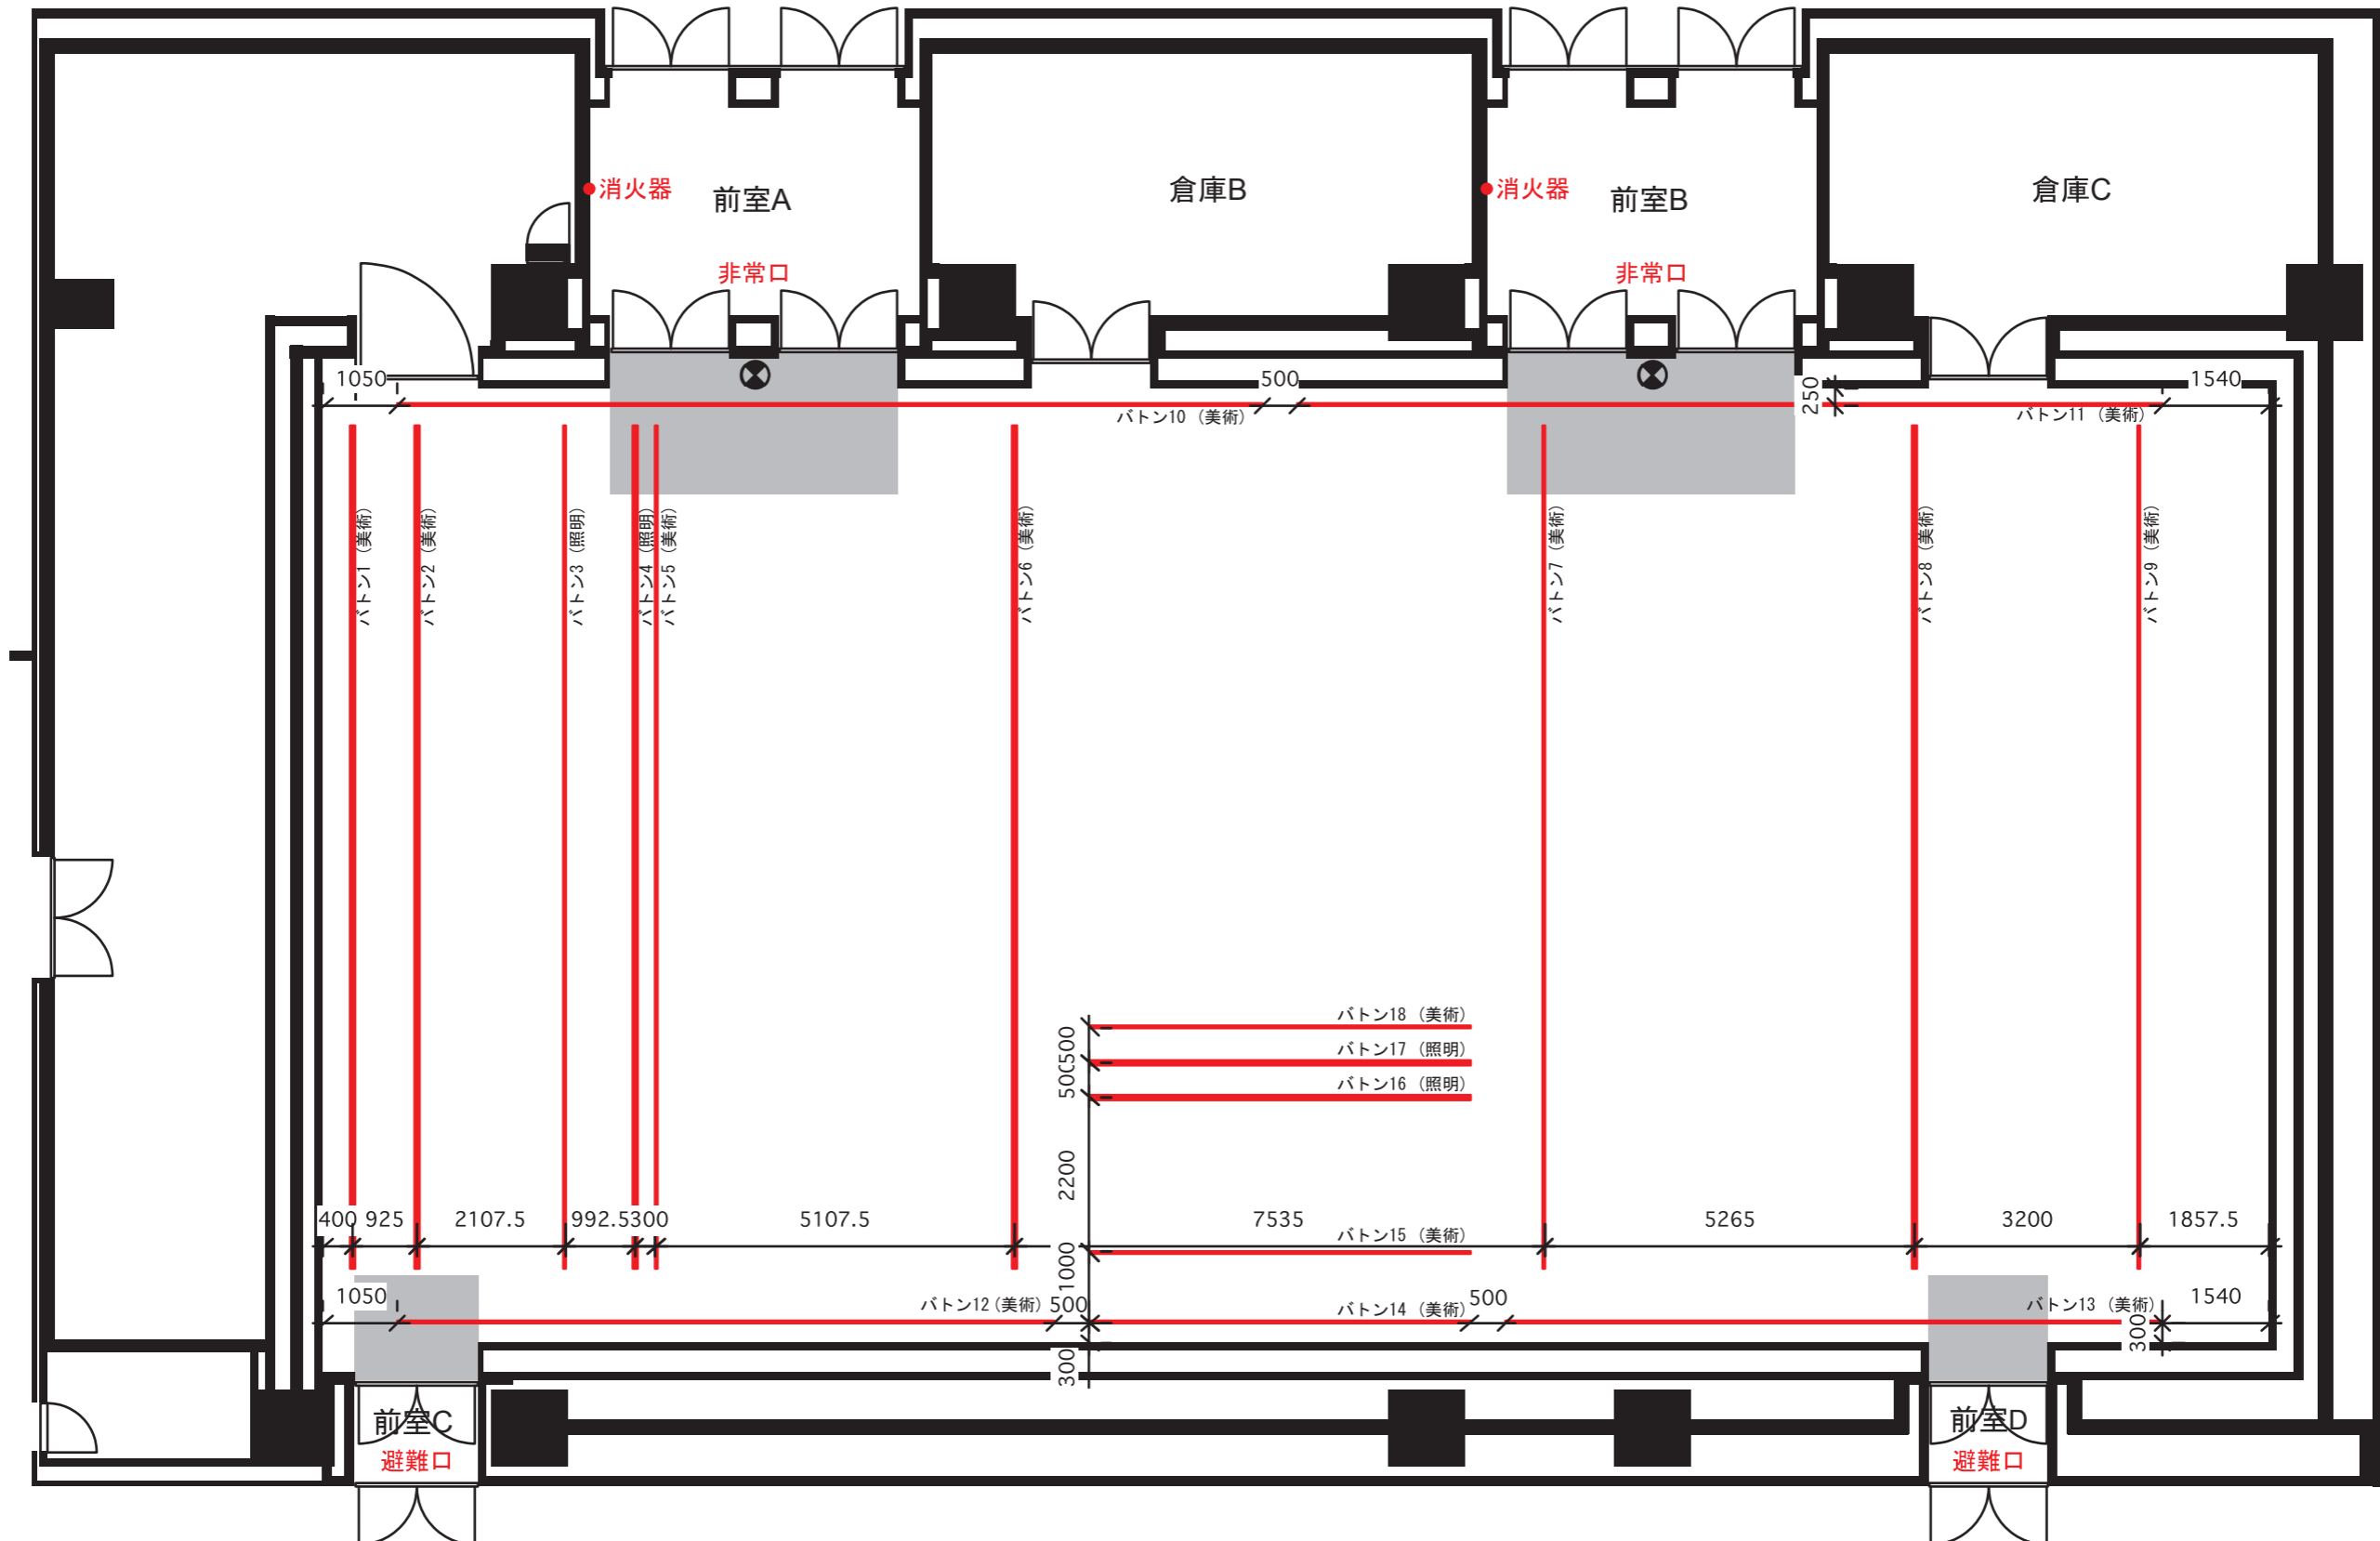 消火器
前室A
倉庫B
消火器
前室B
倉庫C
非常口
非常口
1050
500
250
1540
バトン10 (美術)
バトン11 (美術)
バトン1 (美術)
バトン2 (美術)
バトン3 (照明)
バトン4 (照明)
バトン5 (美術)
バトン6 (美術)
バトン7 (美術)
バトン8 (美術)
バトン9 (美術)
バトン18 (美術)
500
バトン17 (照明)
500
バトン16 (照明)
2200
400
925
2107.5
992.5
300
5107.5
7535
5265
3200
1857.5
バトン15 (美術)
1000
1050
バトン12 (美術)
500
バトン14 (美術)
500
バトン13 (美術)
1540
300
300
前室C
避難口
前室D
避難口